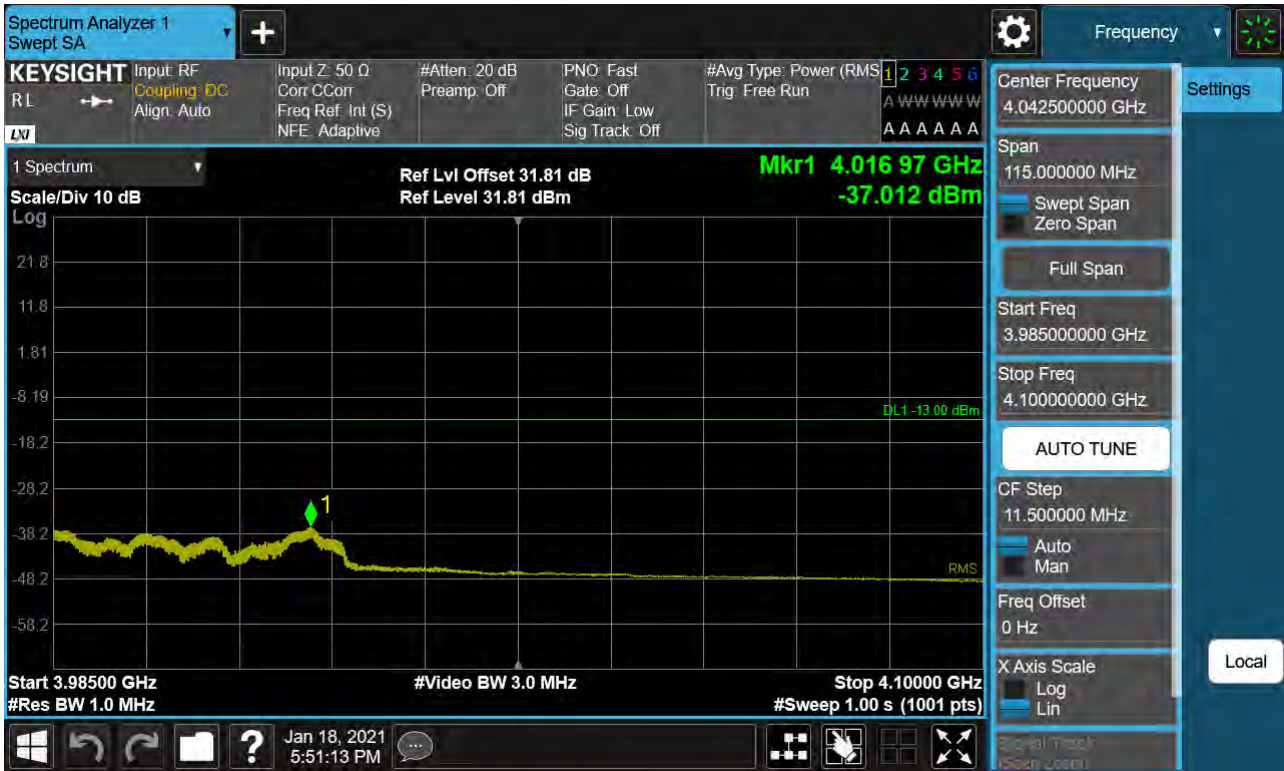 Spectrum Analyzer 1
Swept SA
Frequency
KEYSIGHT
RL
LXI
Input: RF
Coupling: DC
Align: Auto
Input Z: 50 Ω
Corr CCorr
Freq Ref: Int (S)
NFE: Adaptive
#Atten: 20 dB
Preamp: Off
PNO: Fast
Gate: Off
IF Gain: Low
Sig Track: Off
#Avg Type: Power (RMS
Trig: Free Run
1 2 3 4 5 6
A W W W W W
A A A A A A
1 Spectrum
Scale/Div 10 dB
Log
Ref Lvl Offset 31.81 dB
Ref Level 31.81 dBm
Mkr1 4.016 97 GHz
-37.012 dBm
21.8
11.8
1.81
-8.19
DL1 -13.00 dBm
-18.2
-28.2
1
-38.2
-48.2
RMS
-58.2
Start 3.98500 GHz
#Res BW 1.0 MHz
#Video BW 3.0 MHz
Stop 4.10000 GHz
#Sweep 1.00 s (1001 pts)
Jan 18, 2021
5:51:13 PM
Center Frequency
4.042500000 GHz
Settings
Span
115.000000 MHz
Swept Span
Zero Span
Full Span
Start Freq
3.985000000 GHz
Stop Freq
4.100000000 GHz
AUTO TUNE
CF Step
11.500000 MHz
Auto
Man
Freq Offset
0 Hz
X Axis Scale
Log
Lin
Local
Signal Track
(Span Zoom)